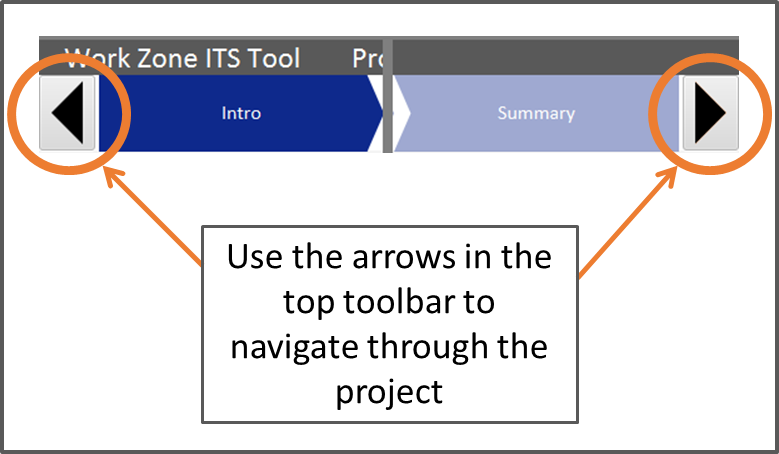 Work Zone ITS Tool Pro
Intro Summary
Use the arrows in the
top toolbar to
navigate through the
project